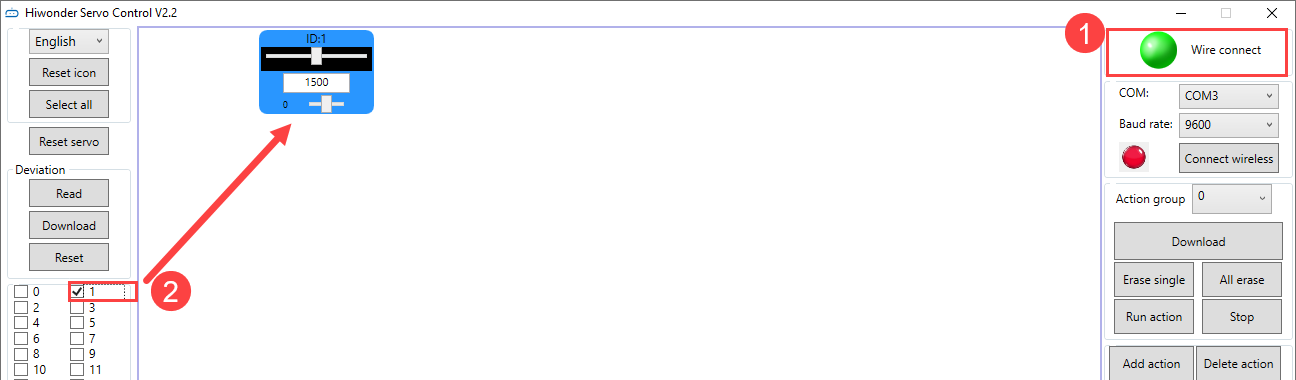 Hiwonder Servo Control V2.2
English
Reset icon
Select all
Reset servo
Deviation
Read
Download
Reset
0 1
2 3
4 5
6 7
8 9
10 11
ID:1
1500
0
2
1
Wire connect
COM: COM3
Baud rate: 9600
Connect wireless
Action group 0
Download
Erase single All erase
Run action Stop
Add action Delete action